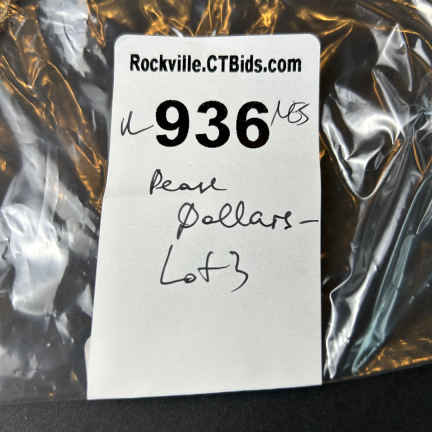 Rockville.CTBids.com
936
Peace
Dollars-
Lot 3